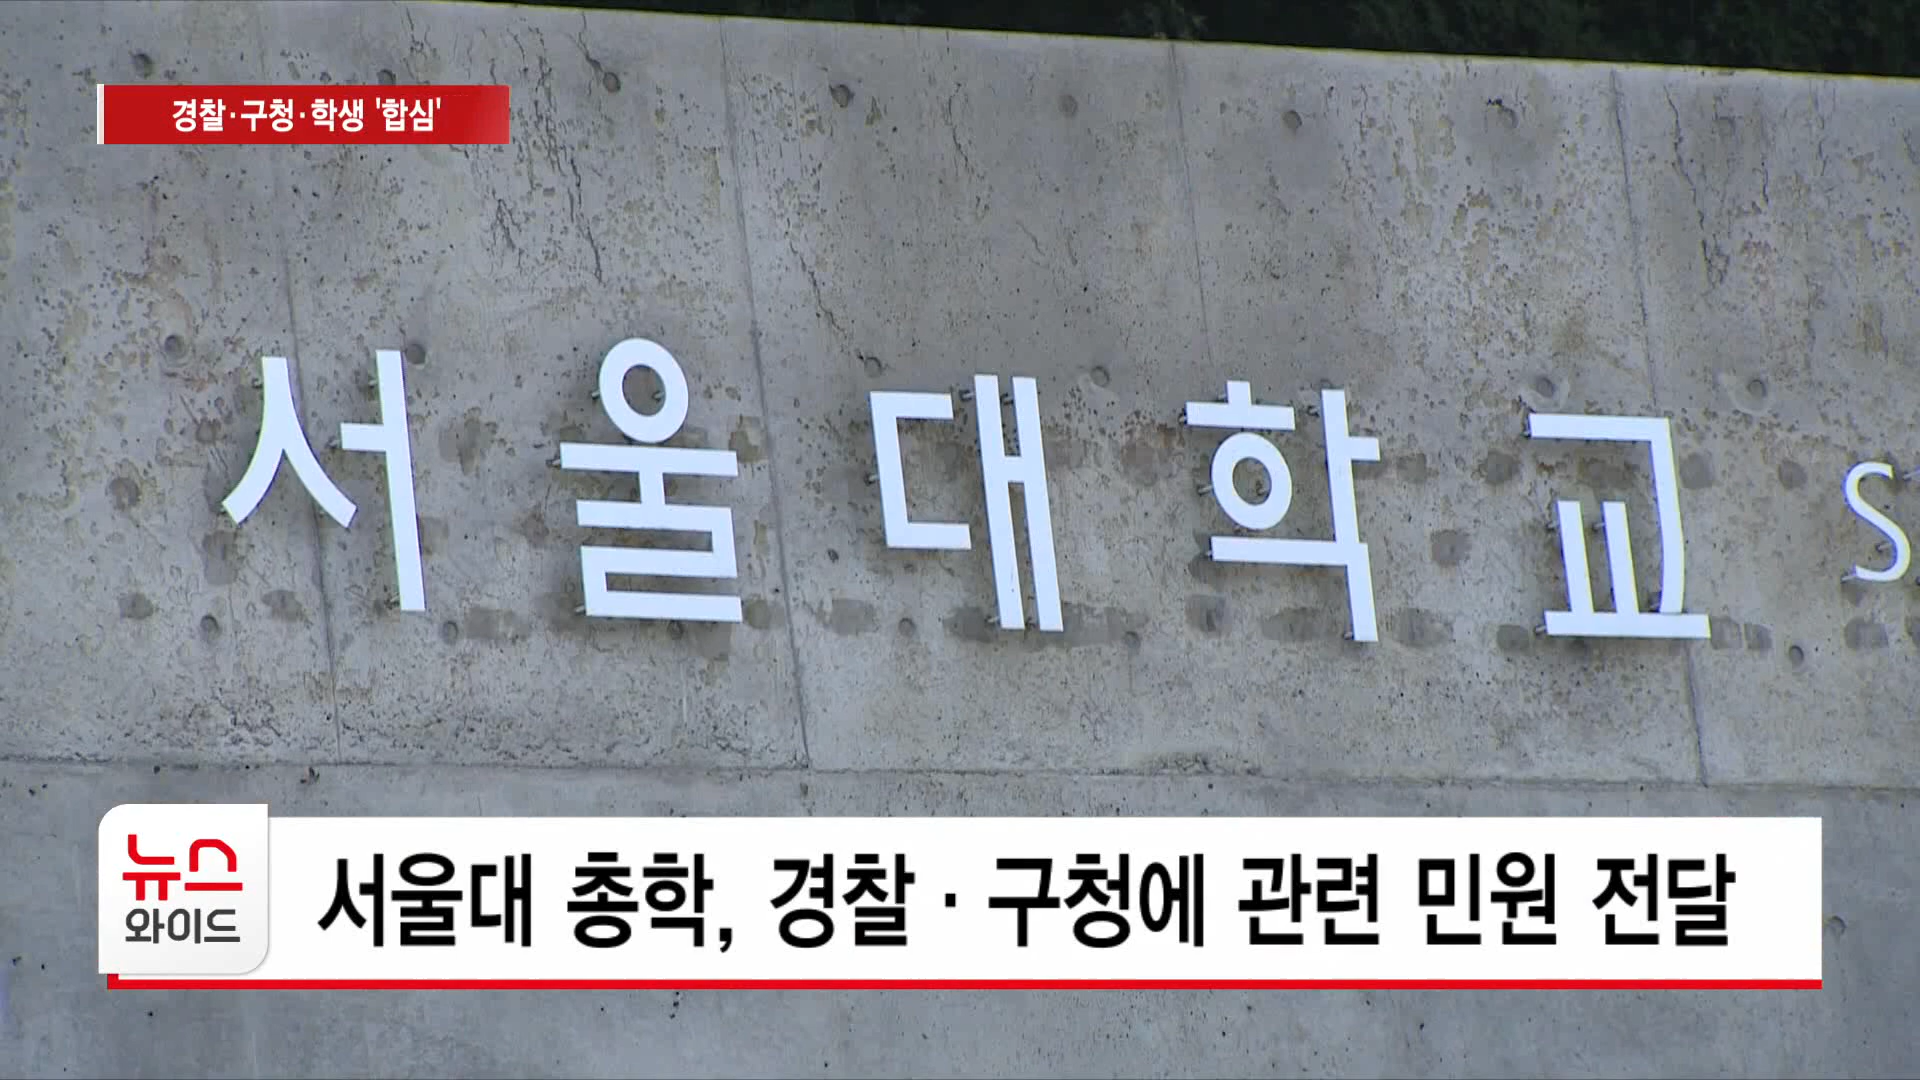 경찰·구청·학생 '합심'
서울대학교 S
뉴스
와이드
서울대 총학, 경찰·구청에 관련 민원 전달